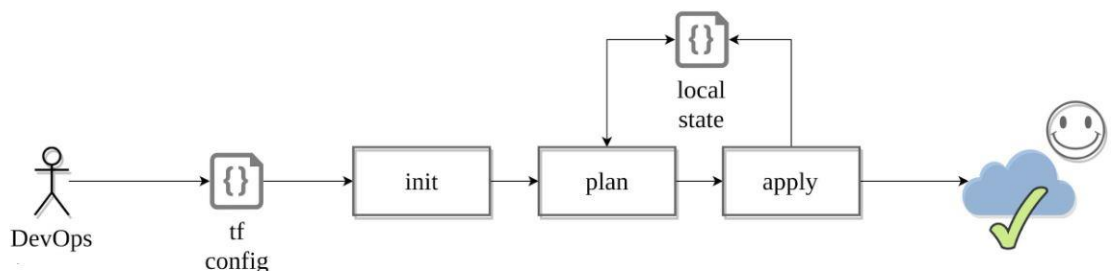 {}
local
state
{}
init
plan
apply
DevOps
tf
config